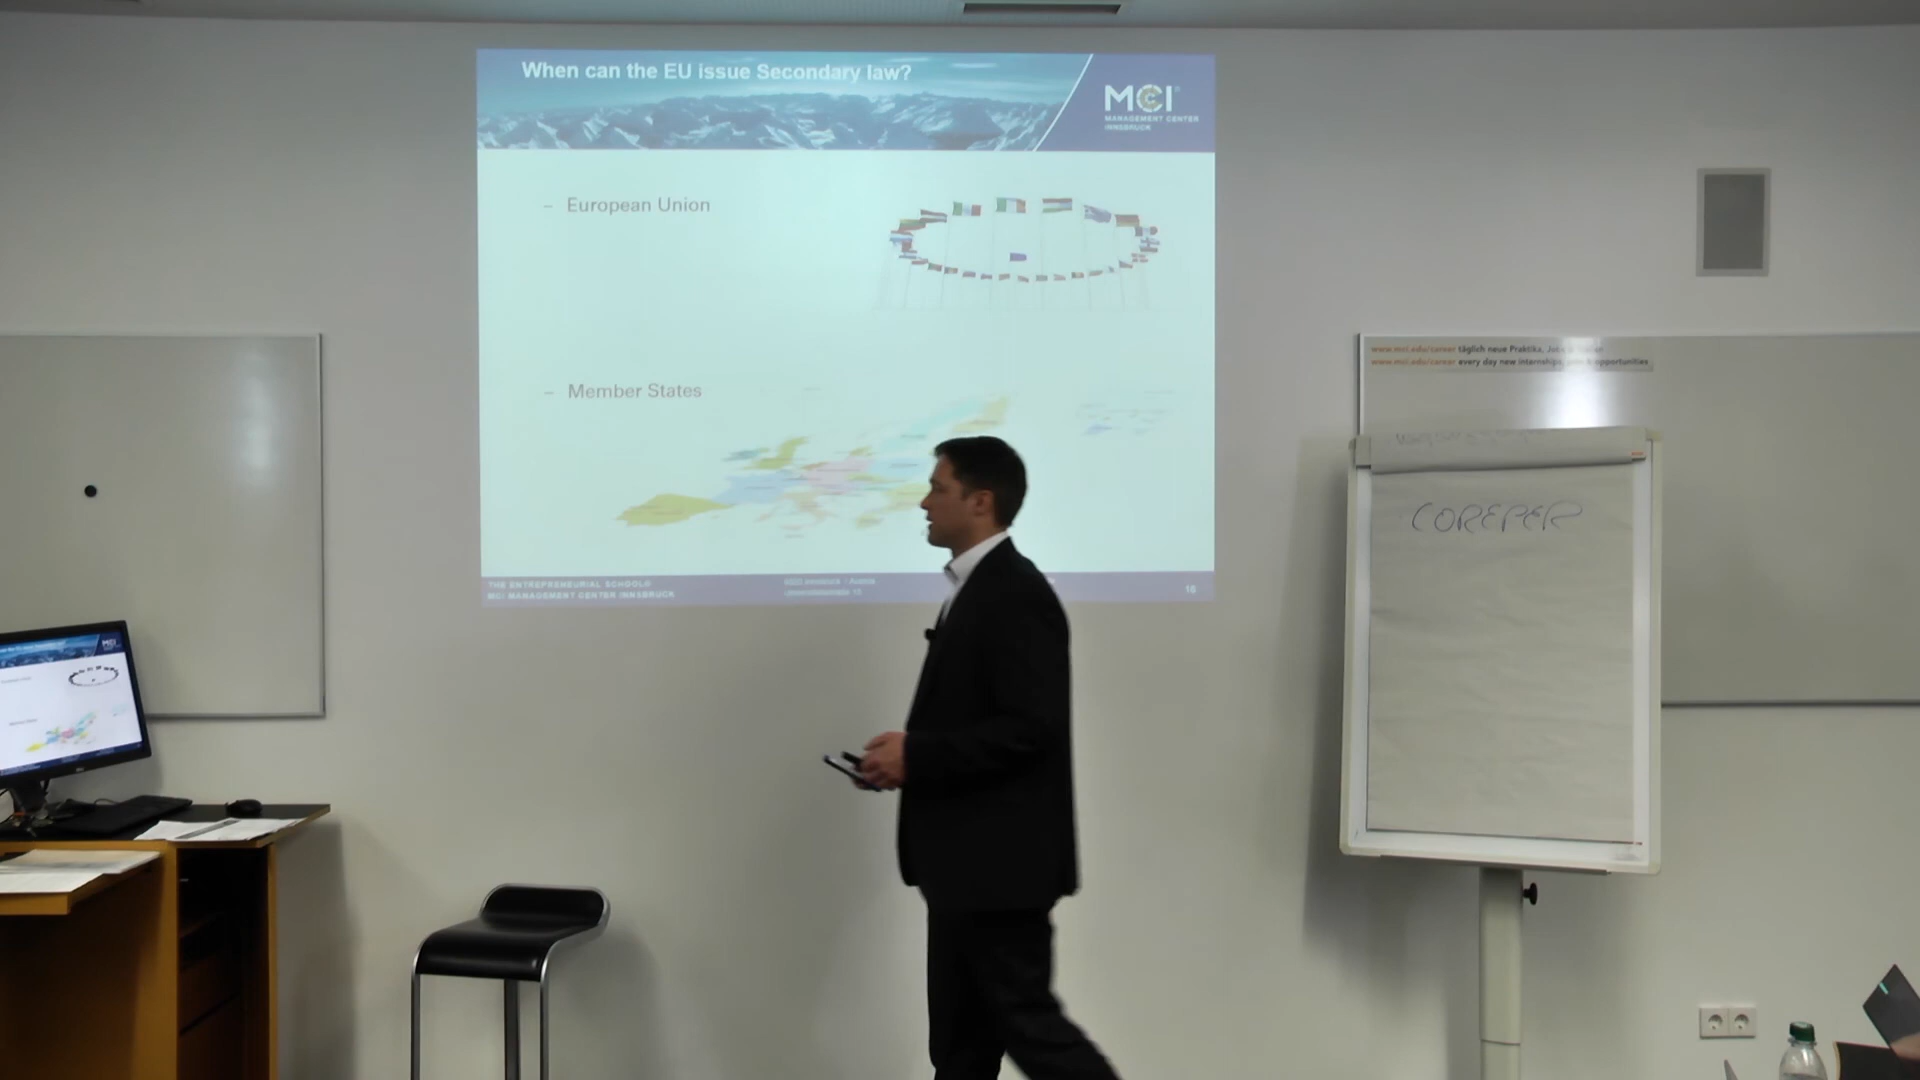 When can the EU issue Secondary law?
MCI
MANAGEMENT CENTER
INNSBRUCK
– European Union
– Member States
THE ENTREPRENEURIAL SCHOOL®
MCI MANAGEMENT CENTER INNSBRUCK
16
www.mci.edu/career täglich neue Praktika,
www.mci.edu/career every day new internships, opportunities
COREPER